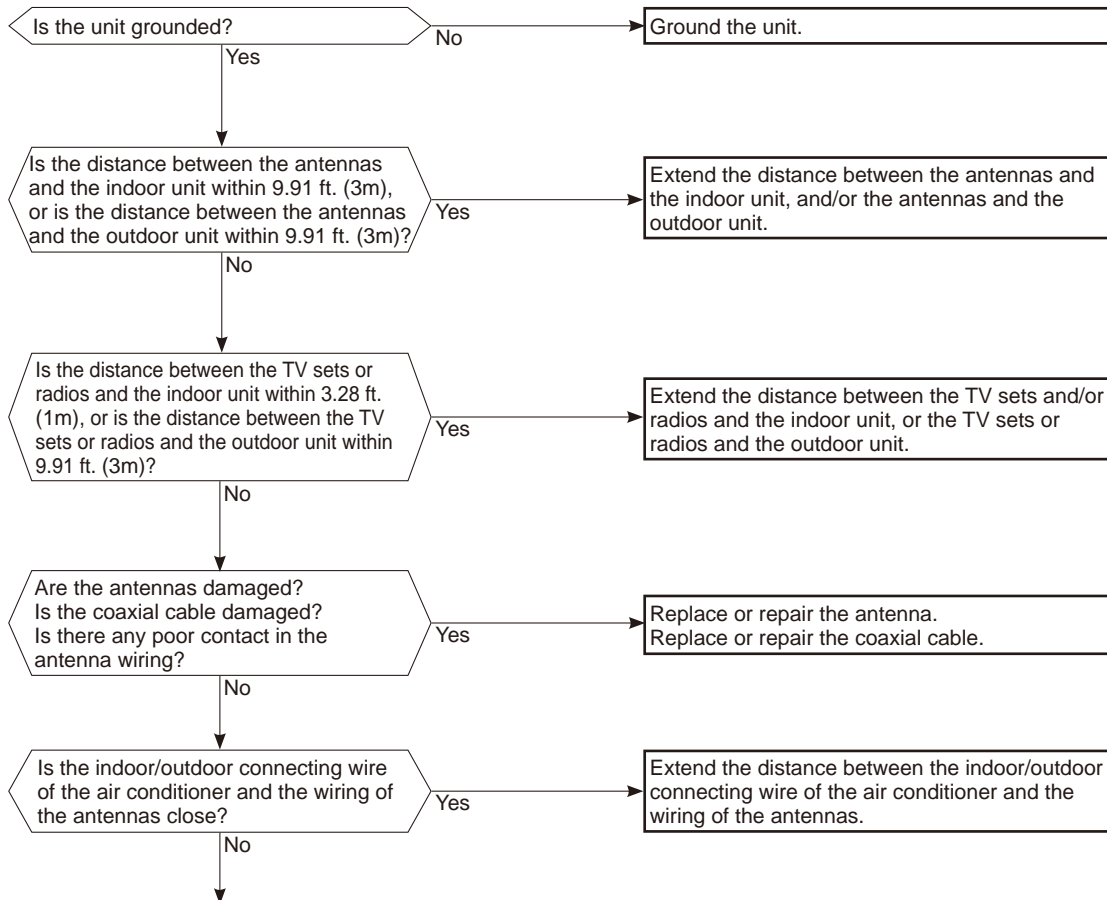 Is the unit grounded?
No
Ground the unit.
Yes
Is the distance between the antennas
and the indoor unit within 9.91 ft. (3m),
or is the distance between the antennas
and the outdoor unit within 9.91 ft. (3m)?
Yes
Extend the distance between the antennas and
the indoor unit, and/or the antennas and the
outdoor unit.
No
Is the distance between the TV sets or
radios and the indoor unit within 3.28 ft.
(1m), or is the distance between the TV
sets or radios and the outdoor unit within
9.91 ft. (3m)?
Yes
Extend the distance between the TV sets and/or
radios and the indoor unit, or the TV sets or
radios and the outdoor unit.
No
Are the antennas damaged?
Is the coaxial cable damaged?
Is there any poor contact in the
antenna wiring?
Yes
Replace or repair the antenna.
Replace or repair the coaxial cable.
No
Is the indoor/outdoor connecting wire
of the air conditioner and the wiring of
the antennas close?
Yes
Extend the distance between the indoor/outdoor
connecting wire of the air conditioner and the
wiring of the antennas.
No